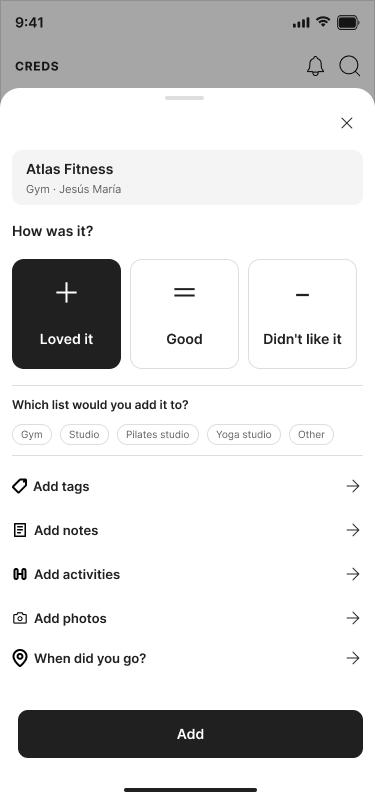 9:41
CREDS
Atlas Fitness
Gym · Jesús María
How was it?
Loved it
Good
Didn't like it
Which list would you add it to?
Gym
Studio
Pilates studio
Yoga studio
Other
Add tags
Add notes
Add activities
Add photos
When did you go?
Add